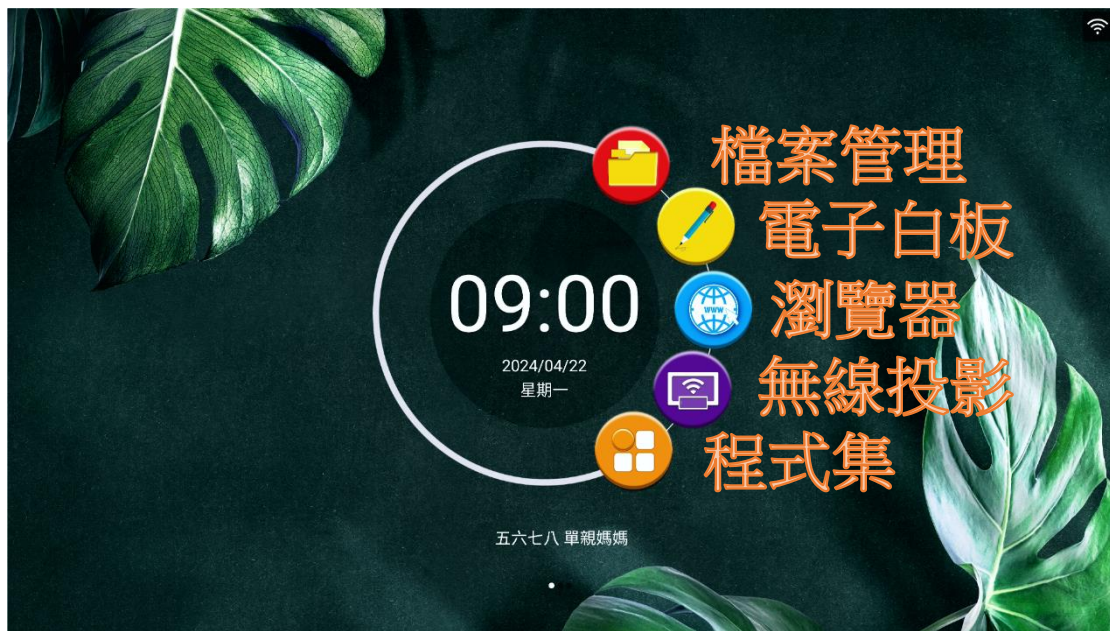 檔案管理
電子白板
09:00
瀏覽器
WWW
2024/04/22
星期一
無線投影
程式集
五六七八 單親媽媽